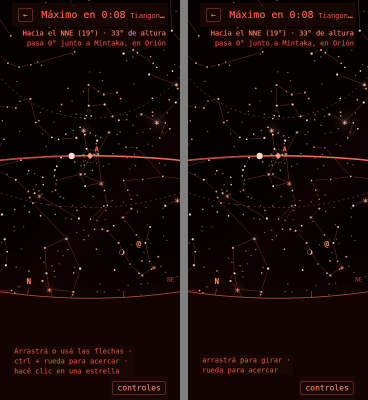 ← Máximo en 0:08 Tiangon…
Hacia el NNE (19°) · 33° de altura
pasa 0° junto a Mintaka, en Orión
A
@
N
NE
Arrastrá o usá las flechas ·
ctrl + rueda para acercar ·
hacé clic en una estrella
controles
← Máximo en 0:08 Tiangon…
Hacia el NNE (19°) · 33° de altura
pasa 0° junto a Mintaka, en Orión
A
@
N
NE
arrastrá para girar ·
rueda para acercar
controles